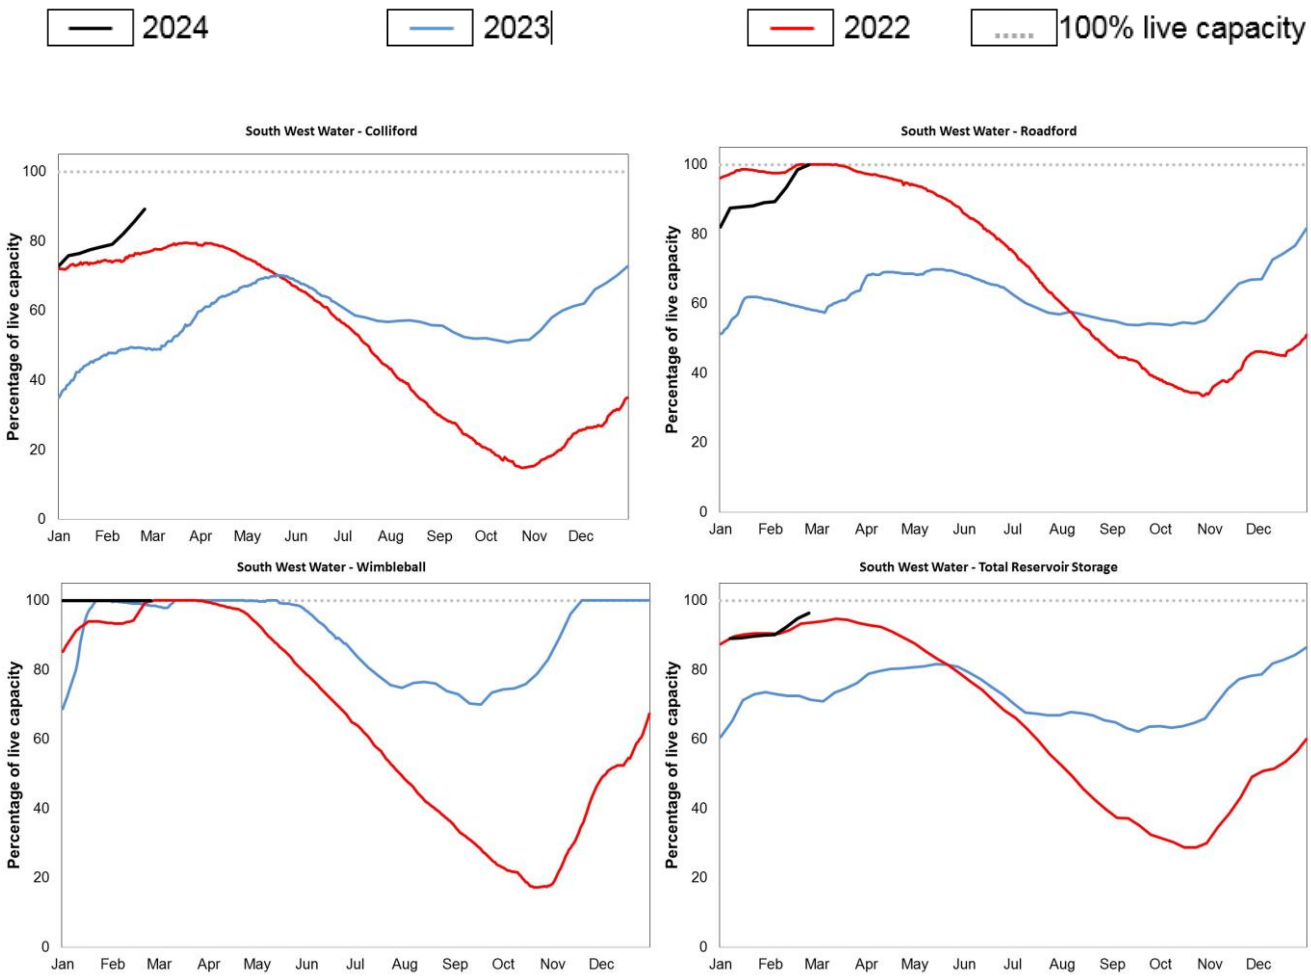 2024 2023 2022 100% live capacity
South West Water - Colliford
Percentage of live capacity
100
80
60
40
20
0
Jan Feb Mar Apr May Jun Jul Aug Sep Oct Nov Dec
South West Water - Roadford
Percentage of live capacity
100
80
60
40
20
0
Jan Feb Mar Apr May Jun Jul Aug Sep Oct Nov Dec
South West Water - Wimbleball
Percentage of live capacity
100
80
60
40
20
0
Jan Feb Mar Apr May Jun Jul Aug Sep Oct Nov Dec
South West Water - Total Reservoir Storage
Percentage of live capacity
100
80
60
40
20
0
Jan Feb Mar Apr May Jun Jul Aug Sep Oct Nov Dec